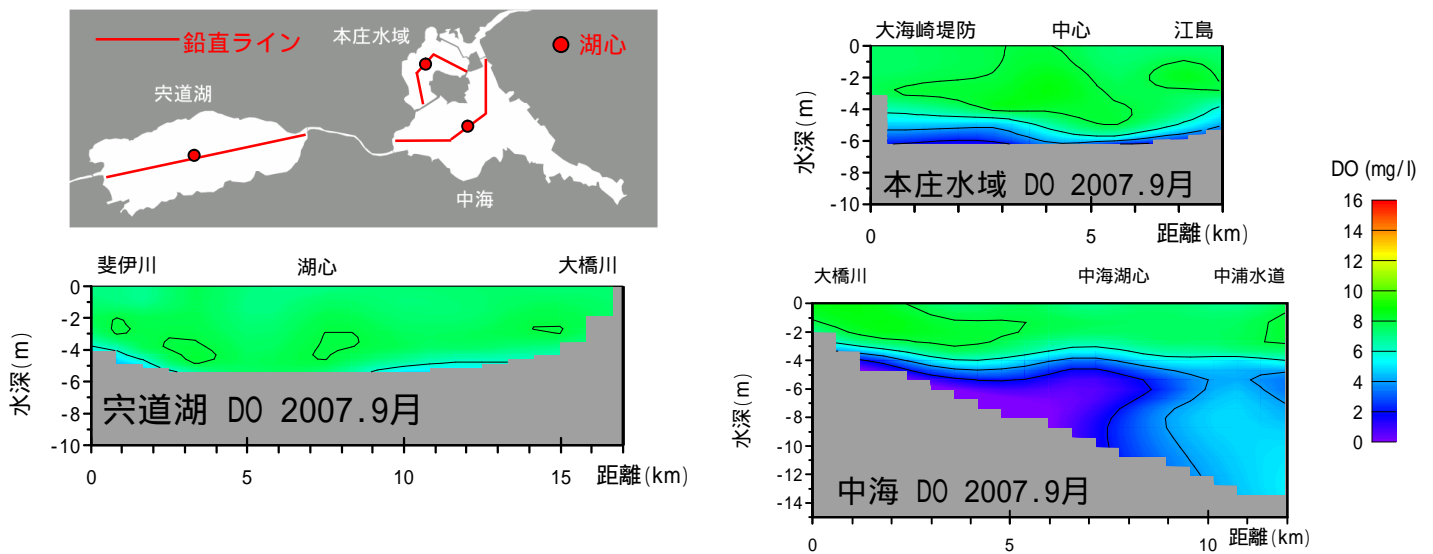 鉛直ライン
本庄水域
湖心
宍道湖
中海
大海崎堤防 中心 江島
0
-2
-4
-6
-8
-10
水深(m)
本庄水域 DO 2007.9月
0 5 距離(km)
DO (mg/l)
16
14
12
10
8
6
4
2
0
斐伊川 湖心 大橋川
0
-2
-4
-6
-8
-10
水深(m)
宍道湖 DO 2007.9月
0 5 10 15 距離(km)
大橋川 中海湖心 中浦水道
0
-2
-4
-6
-8
-10
-12
-14
水深(m)
中海 DO 2007.9月
0 5 10 距離(km)